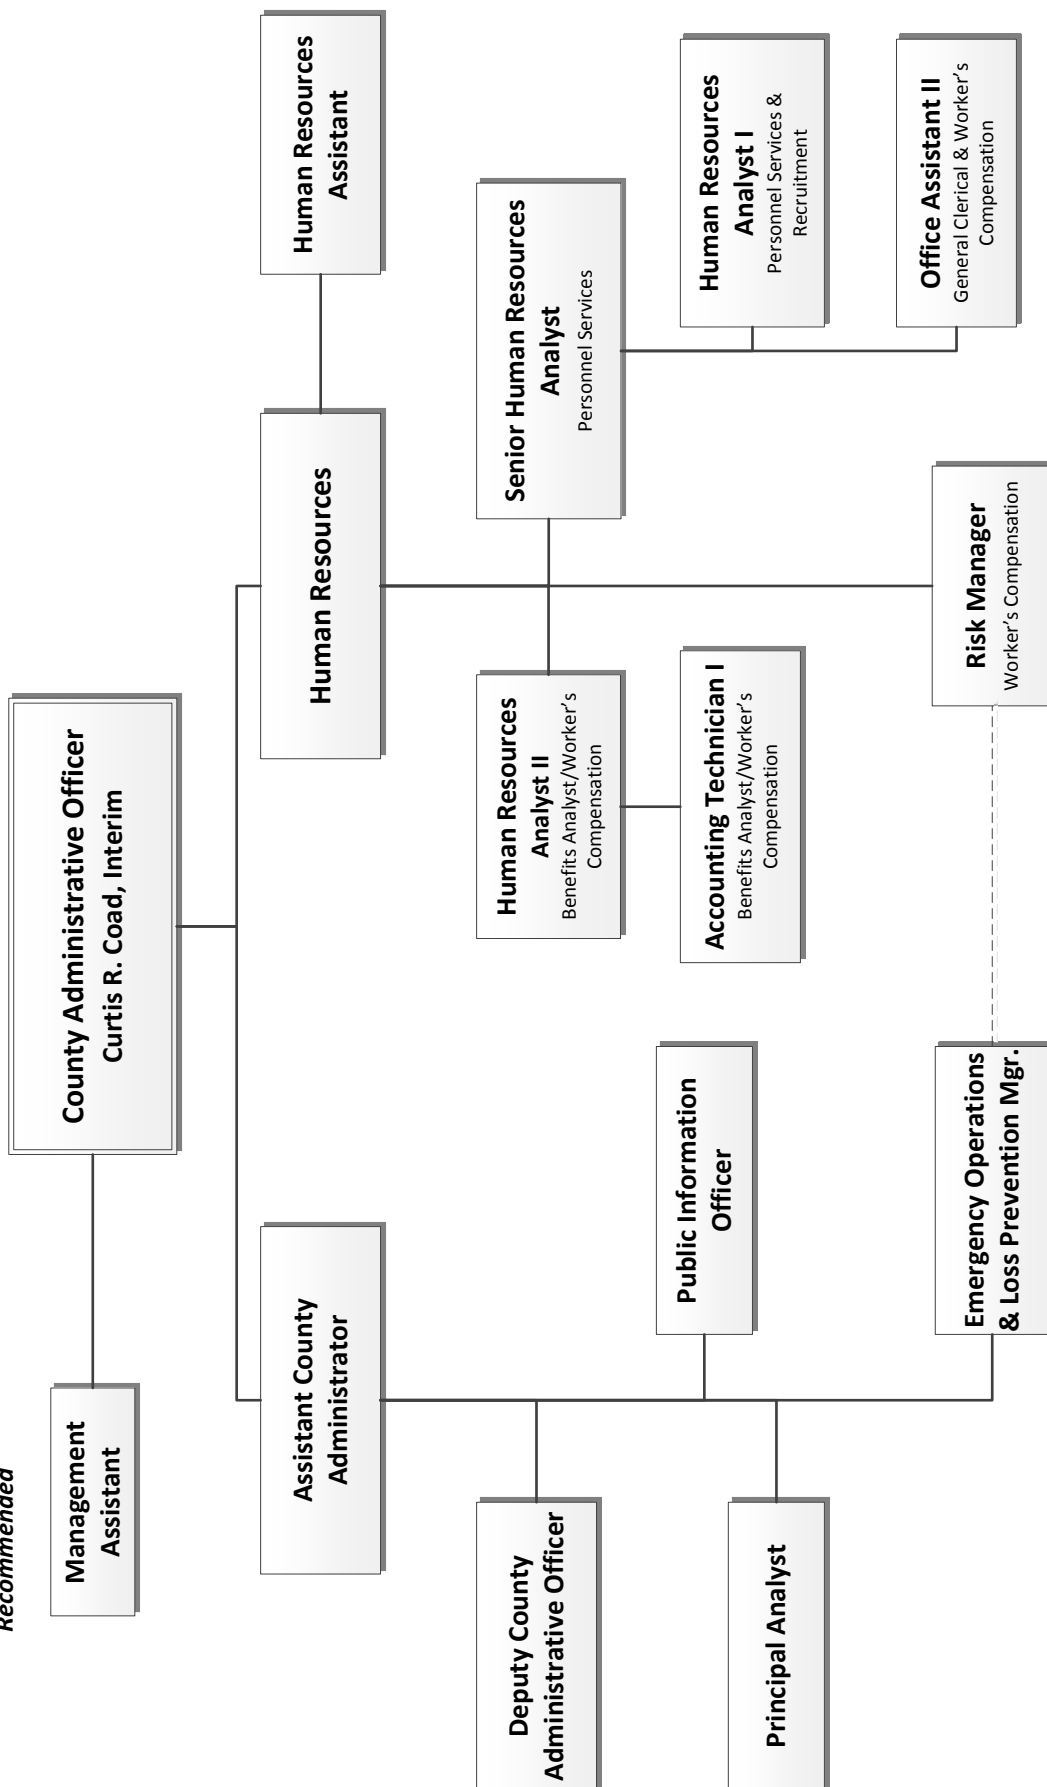 Recommended
County Administrative Officer
Curtis R. Coad, Interim
Management
Assistant
Assistant County
Administrator
Human Resources
Human Resources
Assistant
Deputy County
Administrative Officer
Public Information
Officer
Principal Analyst
Emergency Operations
& Loss Prevention Mgr.
Human Resources
Analyst II
Benefits Analyst/Worker's
Compensation
Accounting Technician I
Benefits Analyst/Worker's
Compensation
Senior Human Resources
Analyst
Personnel Services
Human Resources
Analyst I
Personnel Services &
Recruitment
Office Assistant II
General Clerical & Worker's
Compensation
Risk Manager
Worker's Compensation